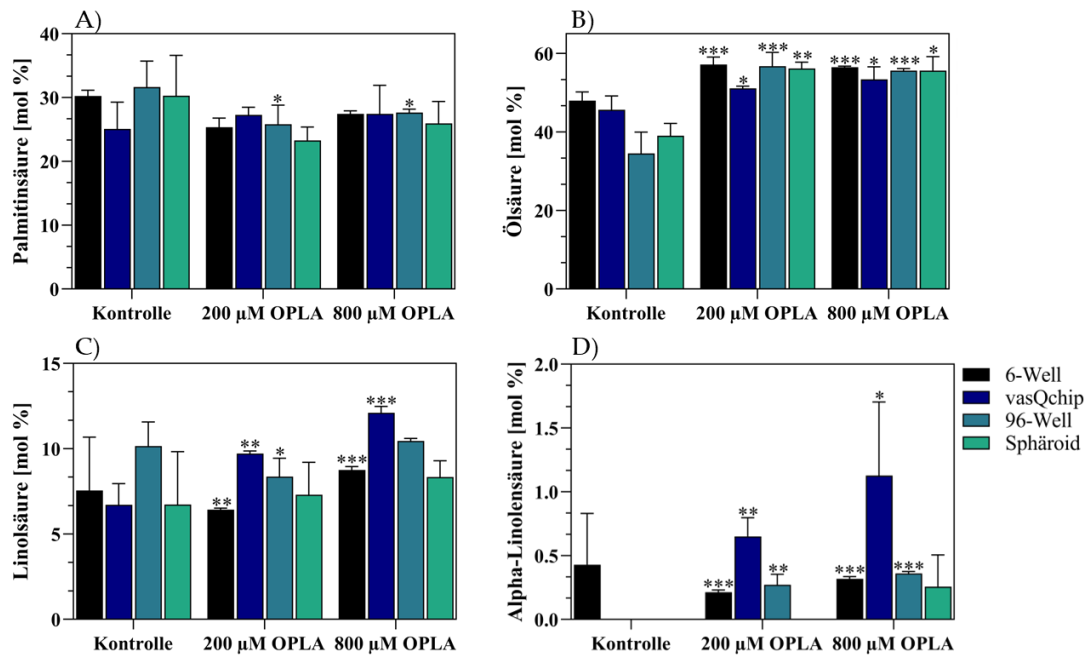 A)
Palmitinsäure [mol %]
40
30
20
10
0
* *
Kontrolle 200 µM OPLA 800 µM OPLA
B)
Ölsäure [mol %]
60
40
20
0
*** * *** ** *** * *** *
Kontrolle 200 µM OPLA 800 µM OPLA
C)
Linolsäure [mol %]
15
10
5
0
** ** * *** ***
Kontrolle 200 µM OPLA 800 µM OPLA
D)
Alpha-Linolensäure [mol %]
2.0
1.5
1.0
0.5
0.0
*** ** ** *** * ***
Kontrolle 200 µM OPLA 800 µM OPLA
6-Well
vasQchip
96-Well
Sphäroid